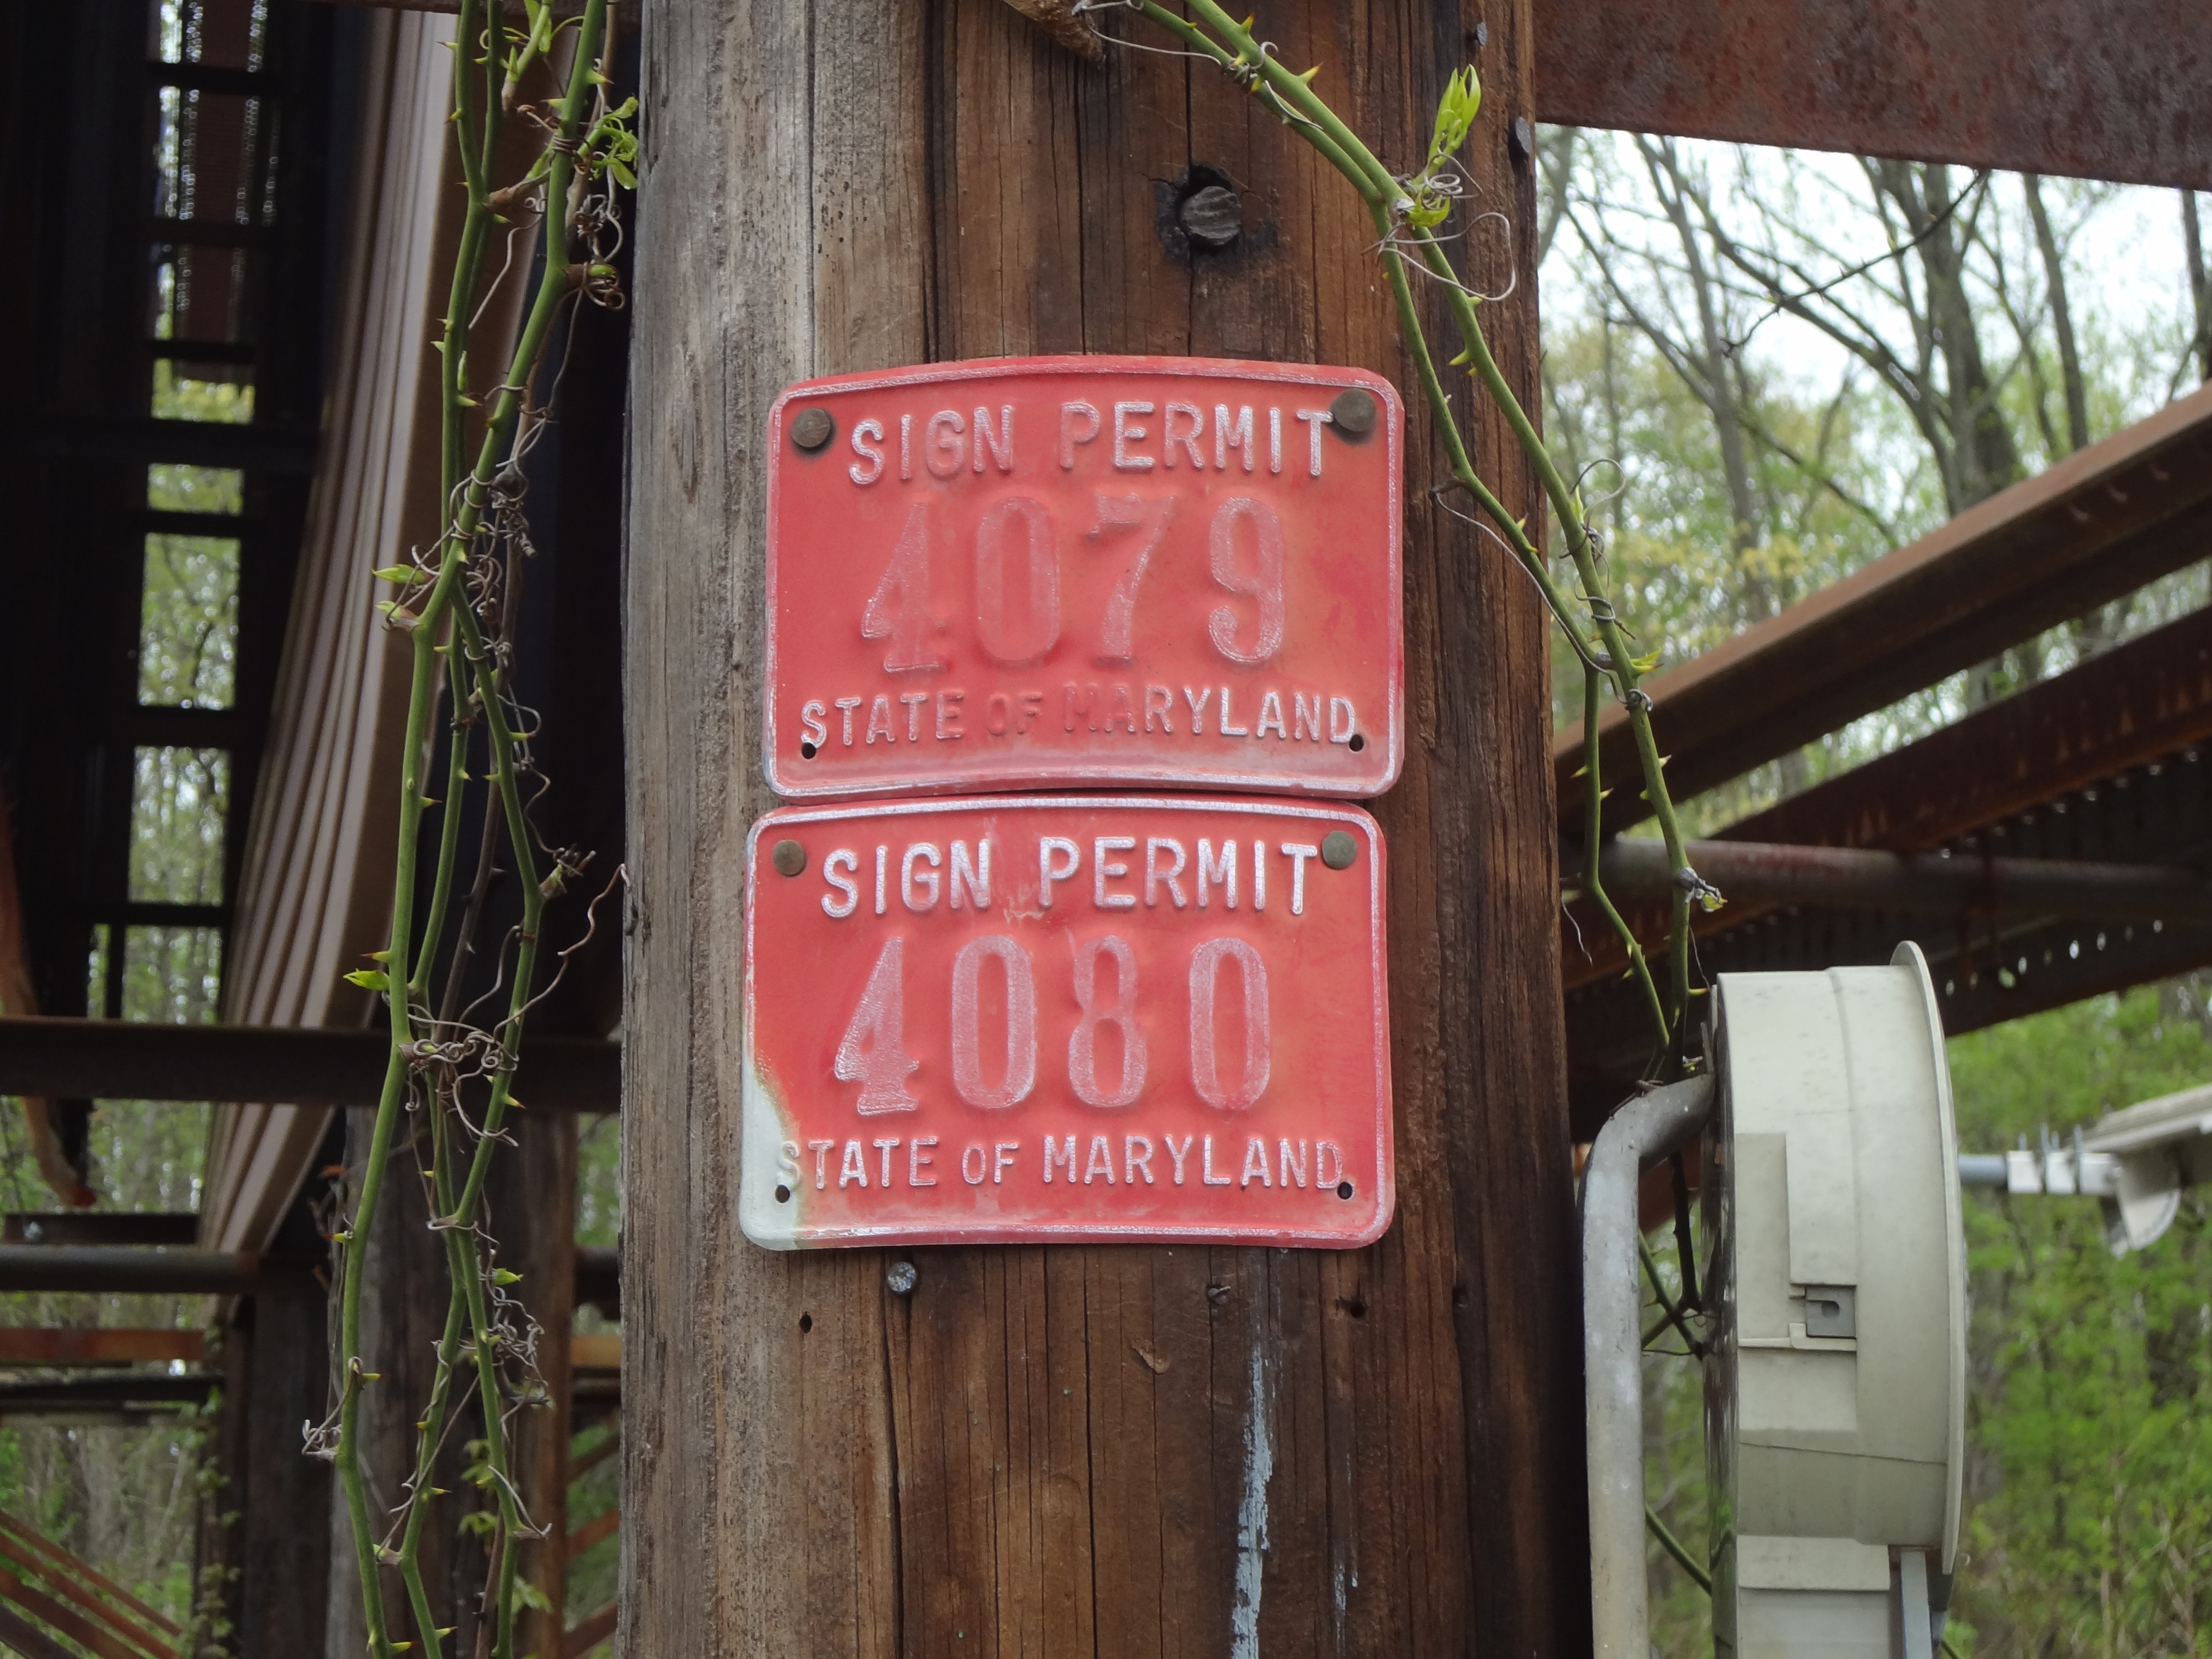 SIGN PERMIT
4079
STATE OF MARYLAND
SIGN PERMIT
4080
STATE OF MARYLAND